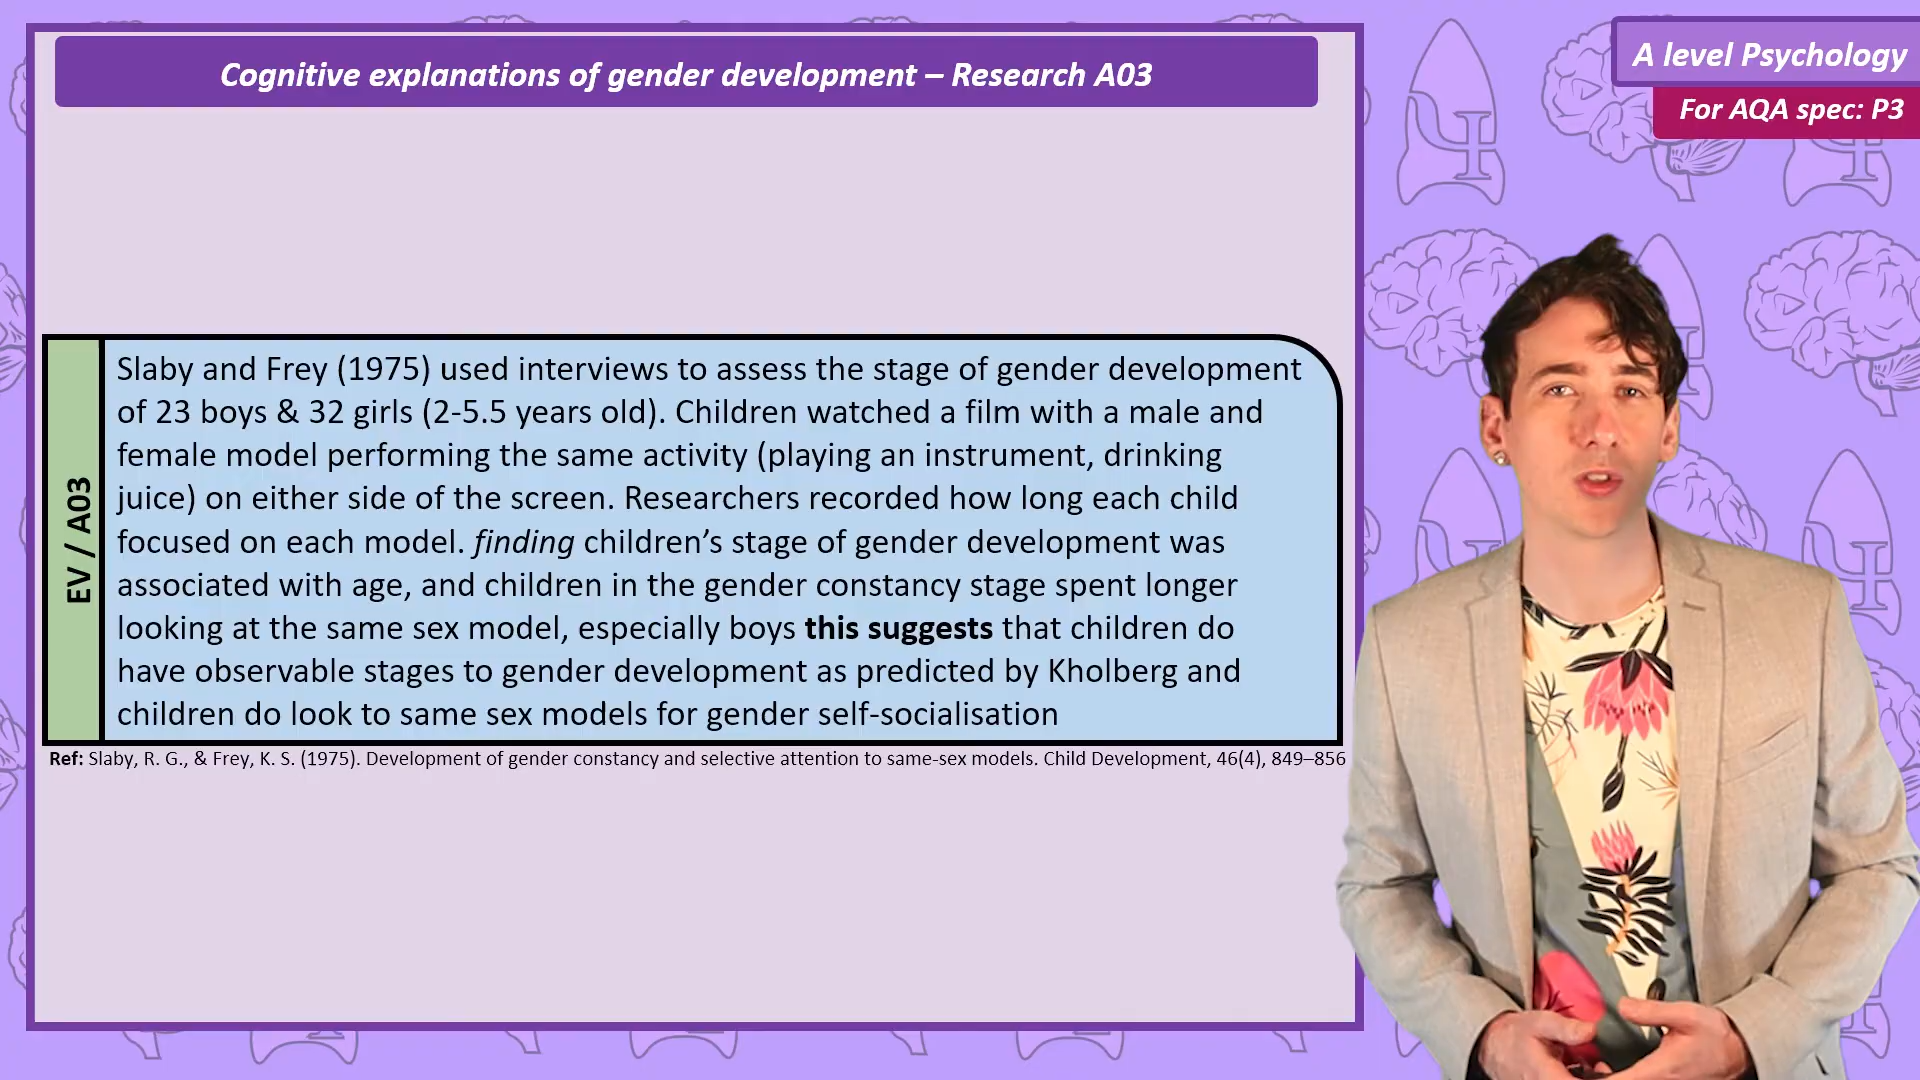 Cognitive explanations of gender development – Research A03
A level Psychology
For AQA spec: P3
EV / A03
Slaby and Frey (1975) used interviews to assess the stage of gender development
of 23 boys & 32 girls (2-5.5 years old). Children watched a film with a male and
female model performing the same activity (playing an instrument, drinking
juice) on either side of the screen. Researchers recorded how long each child
focused on each model. finding children’s stage of gender development was
associated with age, and children in the gender constancy stage spent longer
looking at the same sex model, especially boys this suggests that children do
have observable stages to gender development as predicted by Kholberg and
children do look to same sex models for gender self-socialisation
Ref: Slaby, R. G., & Frey, K. S. (1975). Development of gender constancy and selective attention to same-sex models. Child Development, 46(4), 849–856